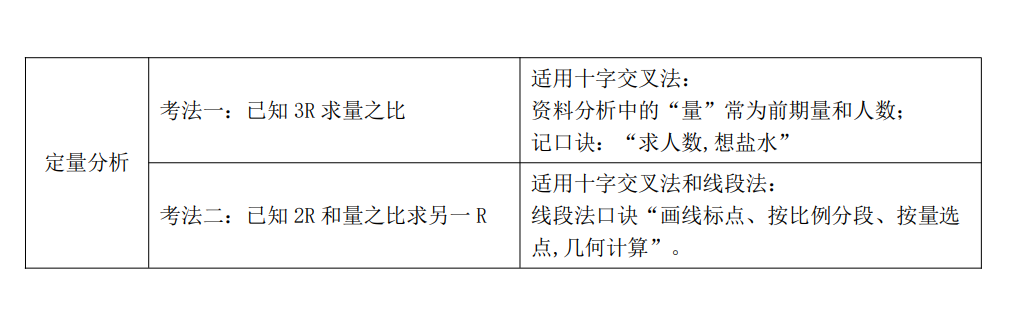 定量分析
考法一：已知 3R 求量之比
适用十字交叉法：
资料分析中的“量”常为前期量和人数；
记口诀：“求人数,想盐水”
考法二：已知 2R 和量之比求另一 R
适用十字交叉法和线段法：
线段法口诀“画线标点、按比例分段、按量选
点,几何计算”。